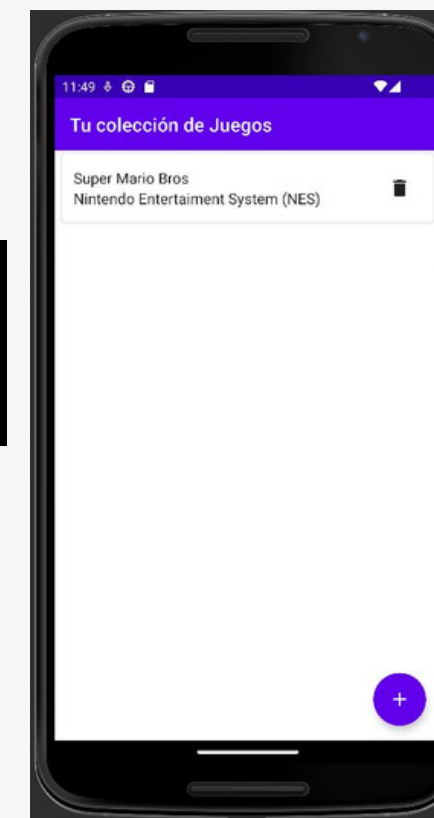 11:49
Tu colección de Juegos
Super Mario Bros
Nintendo Entertaiment System (NES)
+